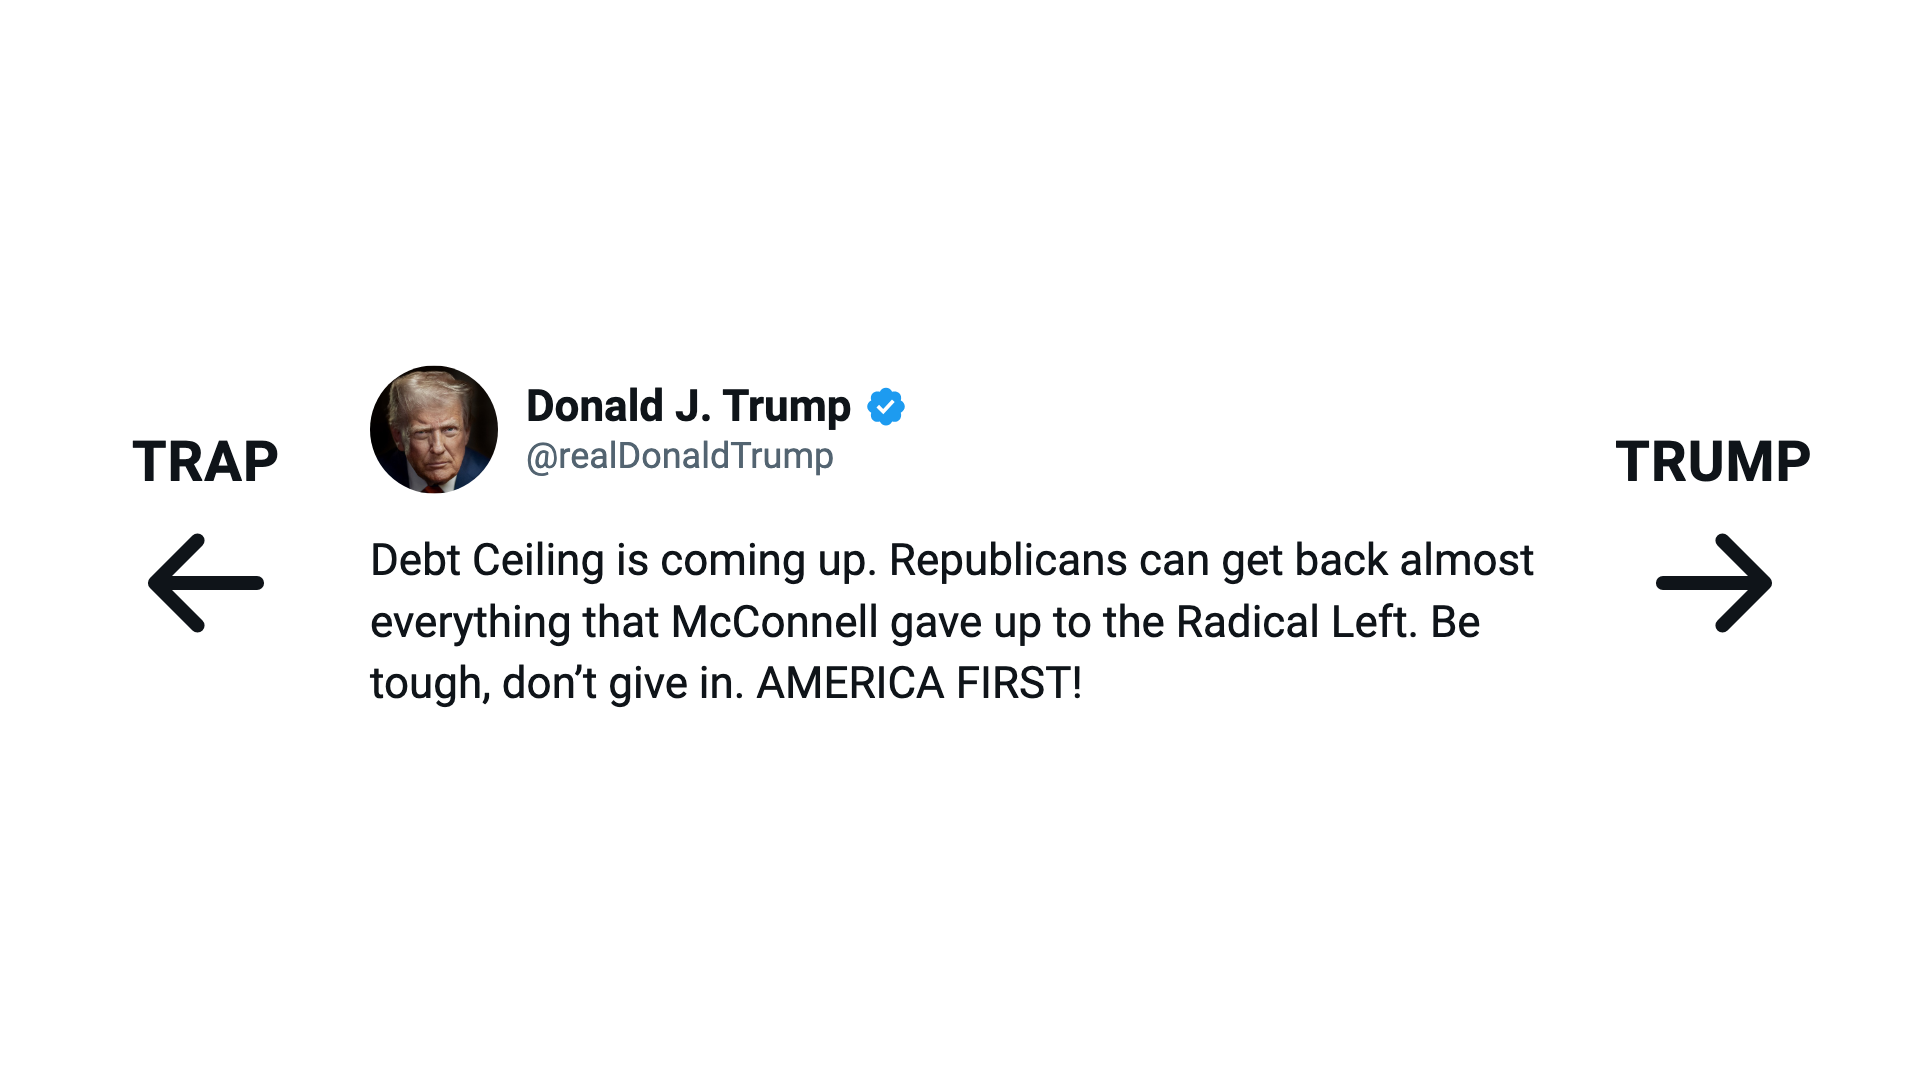 TRAP
Donald J. Trump
@realDonaldTrump
Debt Ceiling is coming up. Republicans can get back almost
everything that McConnell gave up to the Radical Left. Be
tough, don’t give in. AMERICA FIRST!
TRUMP